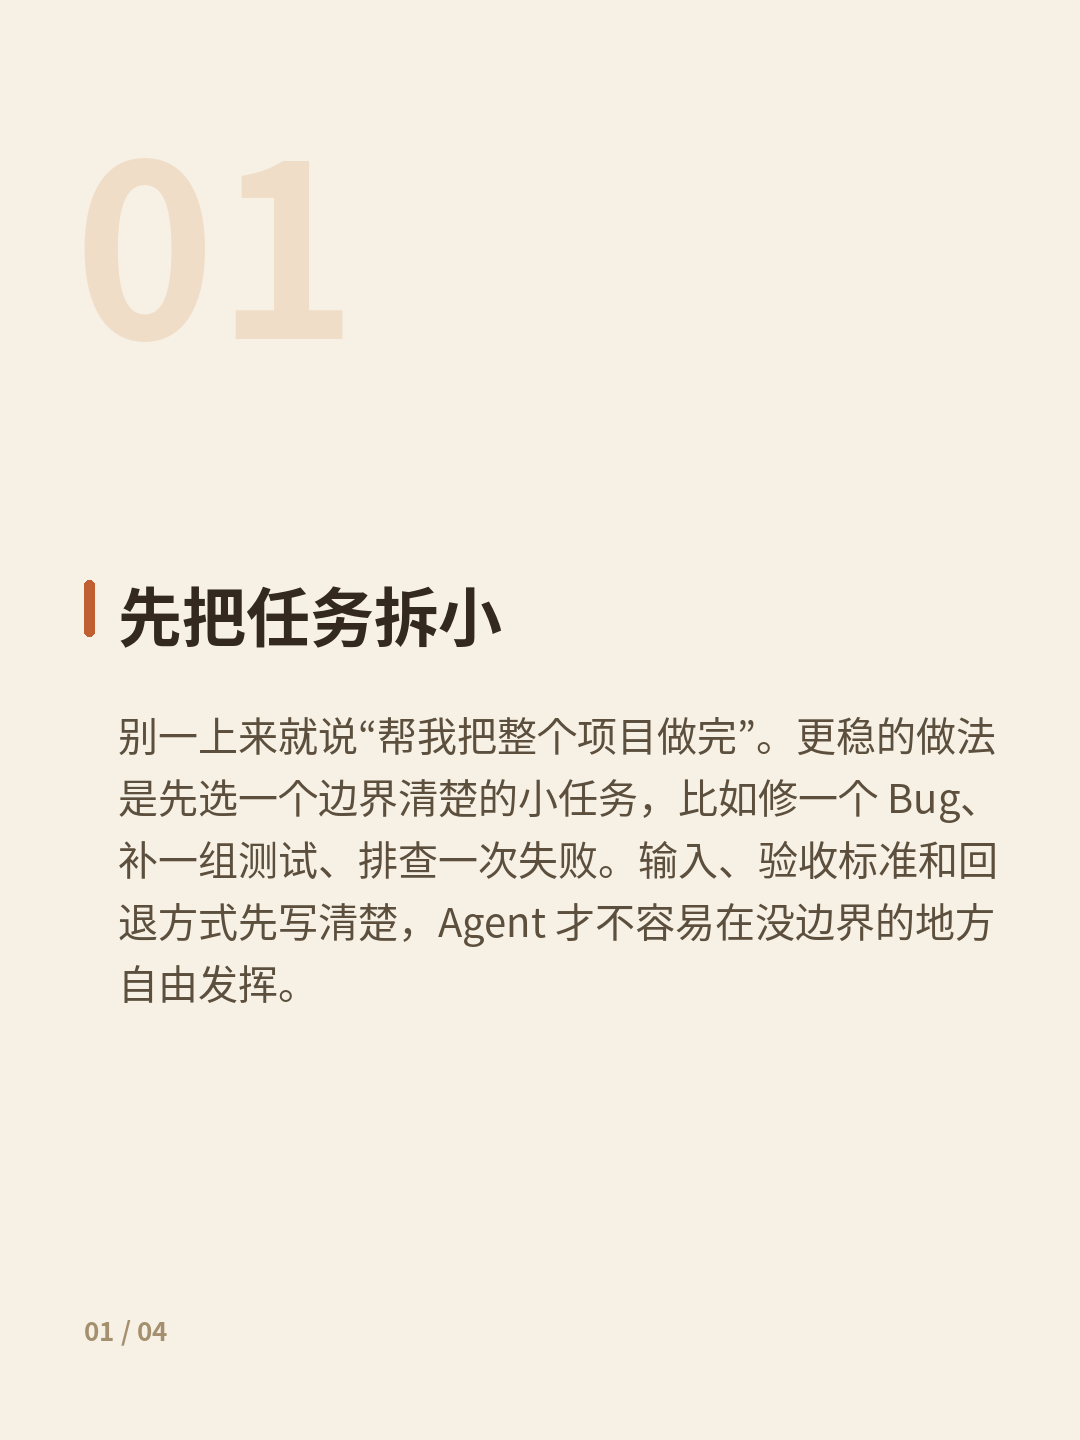 01
先把任务拆小
别一上来就说“帮我把整个项目做完”。更稳的做法
是先选一个边界清楚的小任务，比如修一个 Bug、
补一组测试、排查一次失败。输入、验收标准和回
退方式先写清楚，Agent 才不容易在没边界的地方
自由发挥。
01 / 04